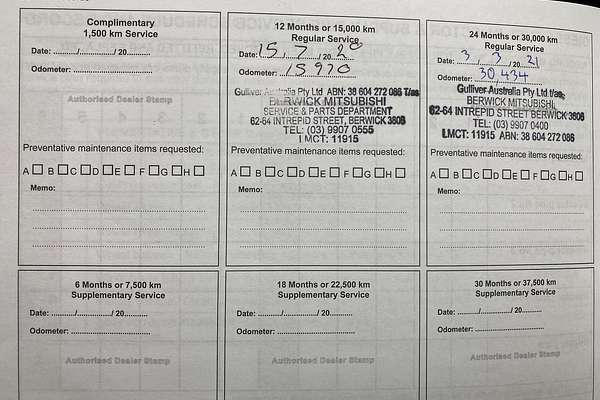 Complimentary
1,500 km Service
Date: ........../........../ 20..........
Odometer: ..............................
Authorised Dealer Stamp
Preventative maintenance items requested:
A □ B □ C □ D □ E □ F □ G □ H □
Memo:
12 Months or 15,000 km
Regular Service
Date: 15 / 7 / 20 20
Odometer: 15970
Gulliver Australia Pty Ltd ABN: 38 604 272 086 T/as
BERWICK MITSUBISHI
SERVICE & PARTS DEPARTMENT
62-64 INTREPID STREET, BERWICK 3806
TEL: (03) 9907 0555
LMCT: 11915
Preventative maintenance items requested:
A □ B □ C □ D □ E □ F □ G □ H □
Memo:
24 Months or 30,000 km
Regular Service
Date: 3 / 3 / 20 21
Odometer: 30434
Gulliver Australia Pty Ltd t/as
BERWICK MITSUBISHI
62-64 INTREPID STREET BERWICK 3806
TEL: (03) 9907 0400
LMCT: 11915 ABN: 38 604 272 086
Preventative maintenance items requested:
A □ B □ C □ D □ E □ F □ G □ H □
Memo:
6 Months or 7,500 km
Supplementary Service
Date: ........../........../ 20..........
Odometer: ..............................
Authorised Dealer Stamp
18 Months or 22,500 km
Supplementary Service
Date: ........../........../ 20..........
Odometer: ..............................
Authorised Dealer Stamp
30 Months or 37,500 km
Supplementary Service
Date: ........../........../ 20..........
Odometer: ..............................
Authorised Dealer Stamp